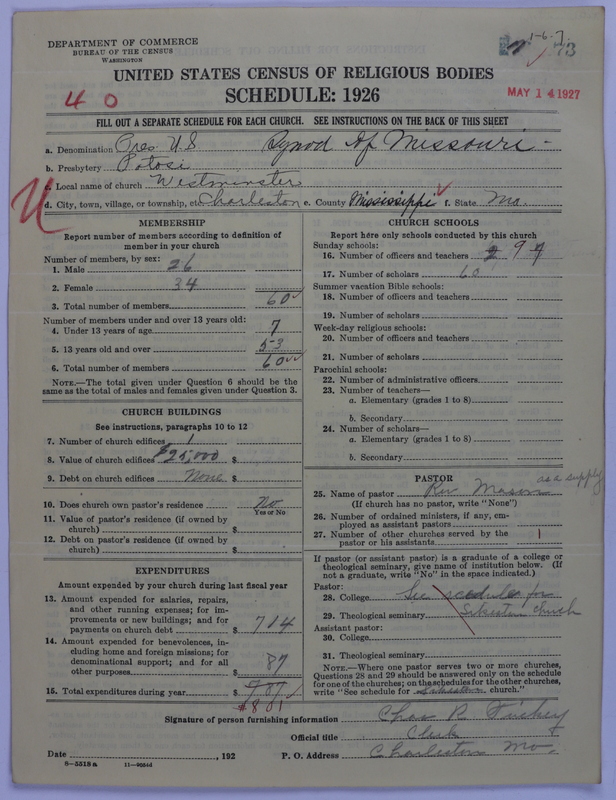 DEPARTMENT OF COMMERCE
BUREAU OF THE CENSUS
WASHINGTON
1-6-7.
73
UNITED STATES CENSUS OF RELIGIOUS BODIES
SCHEDULE: 1926
4 0
MAY 14 1927
FILL OUT A SEPARATE SCHEDULE FOR EACH CHURCH. SEE INSTRUCTIONS ON THE BACK OF THIS SHEET
a. Denomination Pres. U.S Synod Of Missouri -
b. Presbytery Potosi
c. Local name of church Westminster
d. City, town, village, or township, etc. Charleston e. County Mississippi f. State Mo.
MEMBERSHIP
Report number of members according to definition of member in your church
Number of members, by sex:
1. Male 26
2. Female 34
3. Total number of members 60
Number of members under and over 13 years old:
4. Under 13 years of age 7
5. 13 years old and over 53
6. Total number of members 60
NOTE.—The total given under Question 6 should be the same as the total of males and females given under Question 3.
CHURCH BUILDINGS
See instructions, paragraphs 10 to 12
7. Number of church edifices 1
8. Value of church edifices $25,000 $
9. Debt on church edifices None $
10. Does church own pastor's residence No
Yes or No
11. Value of pastor's residence (if owned by church) $
12. Debt on pastor's residence (if owned by church) $
EXPENDITURES
Amount expended by your church during last fiscal year
13. Amount expended for salaries, repairs, and other running expenses; for improvements or new buildings; and for payments on church debt $ 714
14. Amount expended for benevolences, including home and foreign missions; for denominational support; and for all other purposes $ 87
15. Total expenditures during year $ 787
$801
CHURCH SCHOOLS
Report here only schools conducted by this church
Sunday schools:
16. Number of officers and teachers 9
17. Number of scholars 60
Summer vacation Bible schools:
18. Number of officers and teachers
19. Number of scholars
Week-day religious schools:
20. Number of officers and teachers
21. Number of scholars
Parochial schools:
22. Number of administrative officers
23. Number of teachers—
a. Elementary (grades 1 to 8)
b. Secondary
24. Number of scholars—
a. Elementary (grades 1 to 8)
b. Secondary
PASTOR
25. Name of pastor Rev Mason as a supply
(If church has no pastor, write "None")
26. Number of ordained ministers, if any, employed as assistant pastors
27. Number of other churches served by the pastor or his assistants 1
If pastor (or assistant pastor) is a graduate of a college or theological seminary, give name of institution below. (If not a graduate, write "No" in the space indicated.)
Pastor:
28. College See scedule for
29. Theological seminary Sikeston church
Assistant pastor:
30. College
31. Theological seminary
NOTE.—Where one pastor serves two or more churches, Questions 28 and 29 should be answered only on the schedule for one of the churches; on the schedules for the other churches, write "See schedule for Sikeston church."
Signature of person furnishing information Chas R.
Official title Clerk
Date , 192 P. O. Address Charleston Mo.
8-5518a 11-9554d